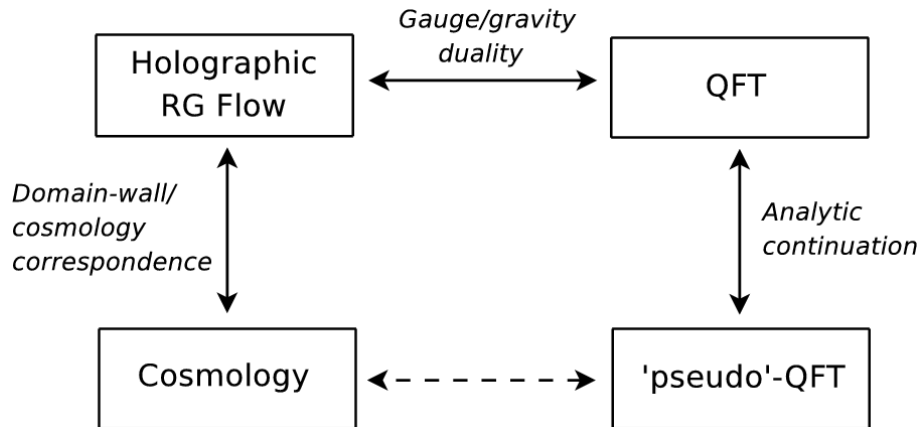 Gauge/gravity
duality
Holographic
RG Flow
QFT
Domain-wall/
cosmology
correspondence
Analytic
continuation
Cosmology
'pseudo'-QFT